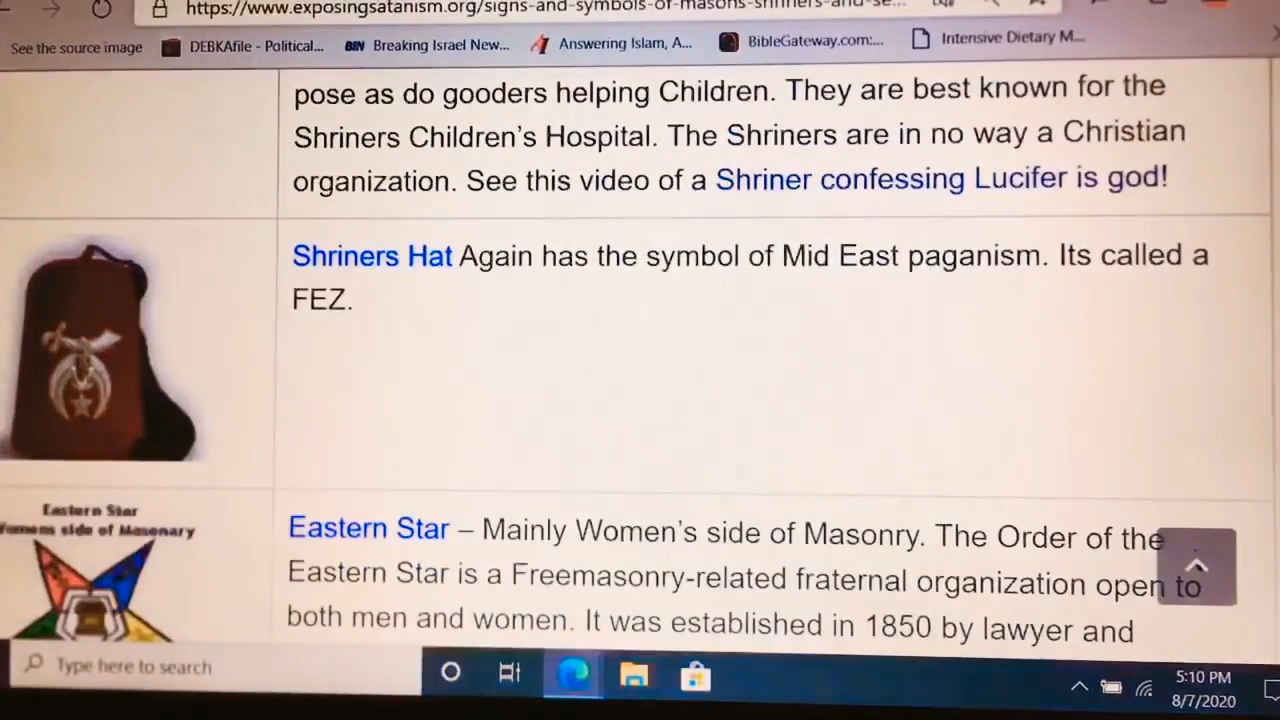 https://www.exposingsatanism.org/signs-and-symbols-of-masons-shriners-and-se...
See the source image DEBKAfile - Political... BIN Breaking Israel New... Answering Islam, A... BibleGateway.com:... Intensive Dietary M...
pose as do gooders helping Children. They are best known for the
Shriners Children's Hospital. The Shriners are in no way a Christian
organization. See this video of a Shriner confessing Lucifer is god!
Shriners Hat Again has the symbol of Mid East paganism. Its called a
FEZ.
Eastern Star
Womens side of Masonary
Eastern Star – Mainly Women's side of Masonry. The Order of the
Eastern Star is a Freemasonry-related fraternal organization open to
both men and women. It was established in 1850 by lawyer and
Type here to search
5:10 PM
8/7/2020